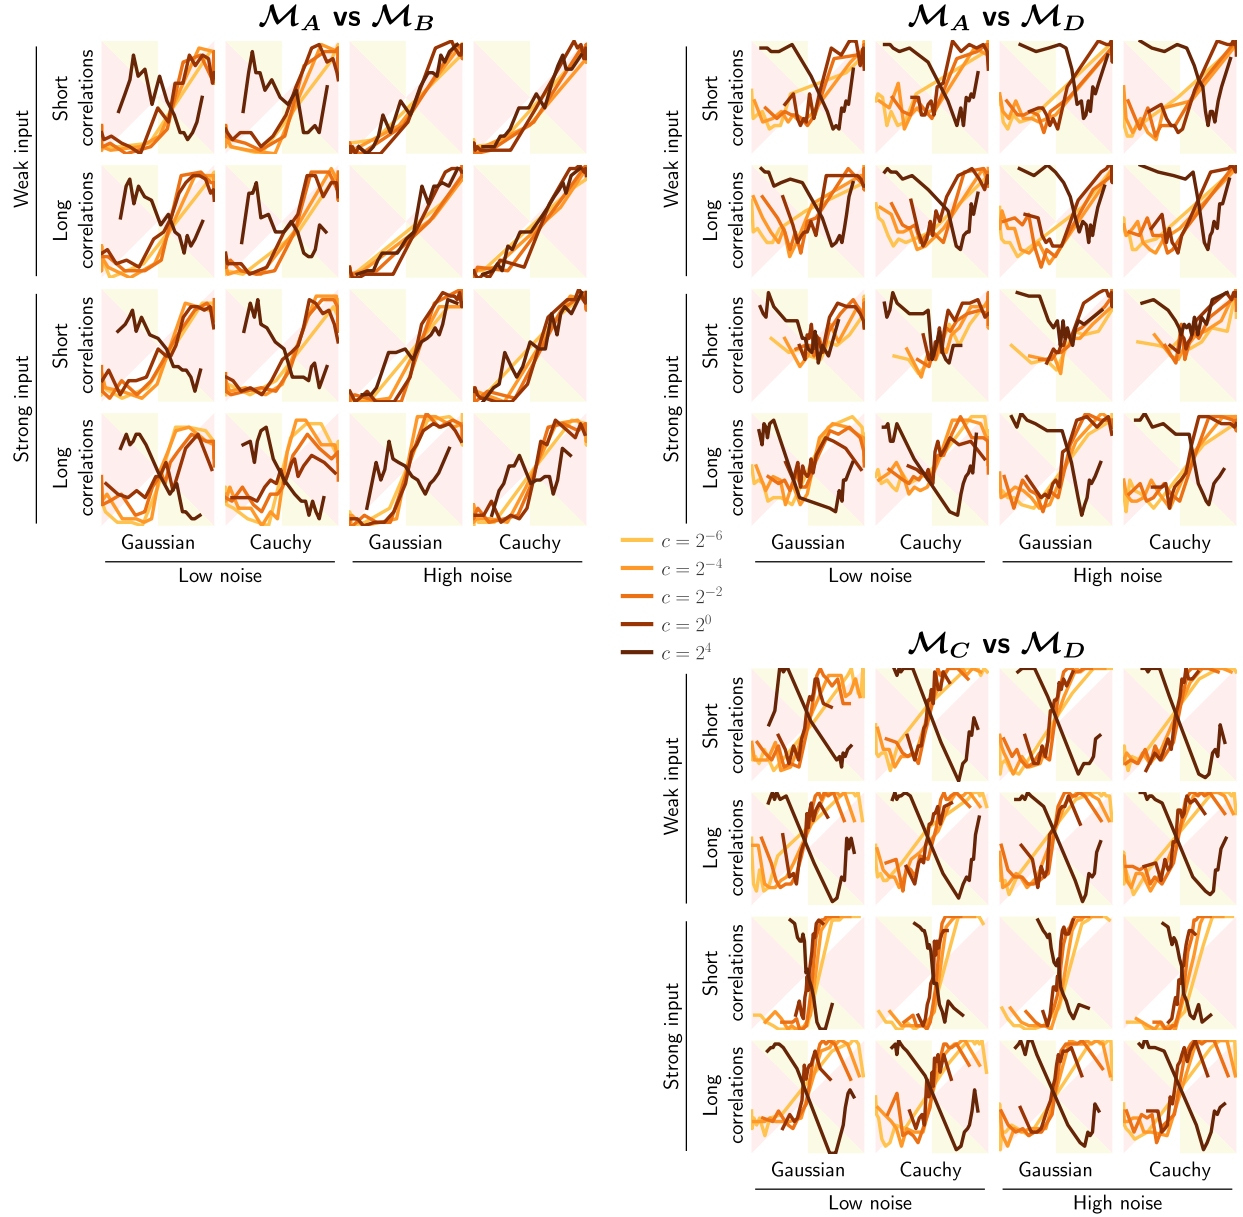 M_A vs M_B
Weak input
Short correlations
Long correlations
Strong input
Short correlations
Long correlations
Gaussian Cauchy Gaussian Cauchy
Low noise High noise
M_A vs M_D
Weak input
Short correlations
Long correlations
Strong input
Short correlations
Long correlations
Gaussian Cauchy Gaussian Cauchy
Low noise High noise
c = 2^{-6}
c = 2^{-4}
c = 2^{-2}
c = 2^0
c = 2^4
M_C vs M_D
Weak input
Short correlations
Long correlations
Strong input
Short correlations
Long correlations
Gaussian Cauchy Gaussian Cauchy
Low noise High noise